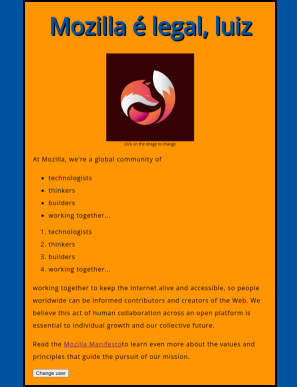 Mozilla é legal, luiz
click on the image to change
At Mozilla, we're a global community of
technologists
thinkers
builders
working together...
1. technologists
2. thinkers
3. builders
4. working together...
working together to keep the Internet alive and accessible, so people
worldwide can be informed contributors and creators of the Web. We
believe this act of human collaboration across an open platform is
essential to individual growth and our collective future.
Read the Mozilla Manifestoto learn even more about the values and
principles that guide the pursuit of our mission.
Change user